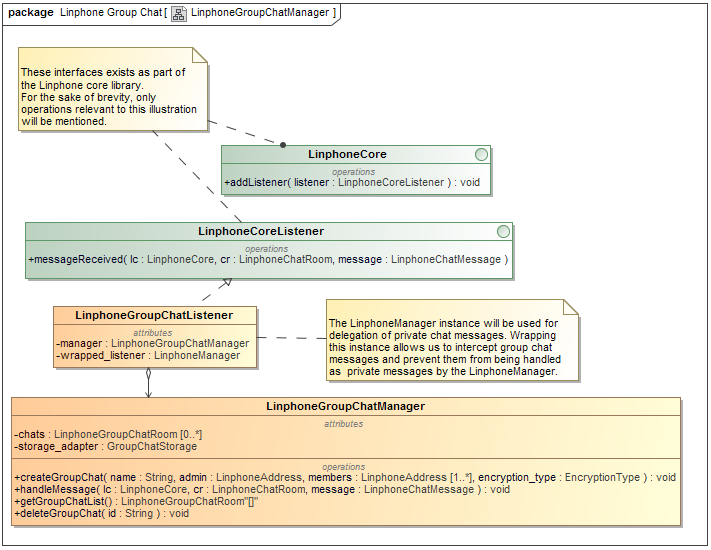 package Linphone Group Chat [ LinphoneGroupChatManager ]
These interfaces exists as part of
the Linphone core library.
For the sake of brevity, only
operations relevant to this illustration
will be mentioned.
LinphoneCore
operations
+addListener( listener : LinphoneCoreListener ) : void
LinphoneCoreListener
operations
+messageReceived( lc : LinphoneCore, cr : LinphoneChatRoom, message : LinphoneChatMessage )
LinphoneGroupChatListener
attributes
-manager : LinphoneGroupChatManager
-wrapped_listener : LinphoneManager
The LinphoneManager instance will be used for
delegation of private chat messages. Wrapping
this instance allows us to intercept group chat
messages and prevent them from being handled
as private messages by the LinphoneManager.
LinphoneGroupChatManager
attributes
-chats : LinphoneGroupChatRoom [0..*]
-storage_adapter : GroupChatStorage
operations
+createGroupChat( name : String, admin : LinphoneAddress, members : LinphoneAddress [1..*], encryption_type : EncryptionType ) : void
+handleMessage( lc : LinphoneCore, cr : LinphoneChatRoom, message : LinphoneChatMessage ) : void
+getGroupChatList() : LinphoneGroupChatRoom"[]"
+deleteGroupChat( id : String ) : void